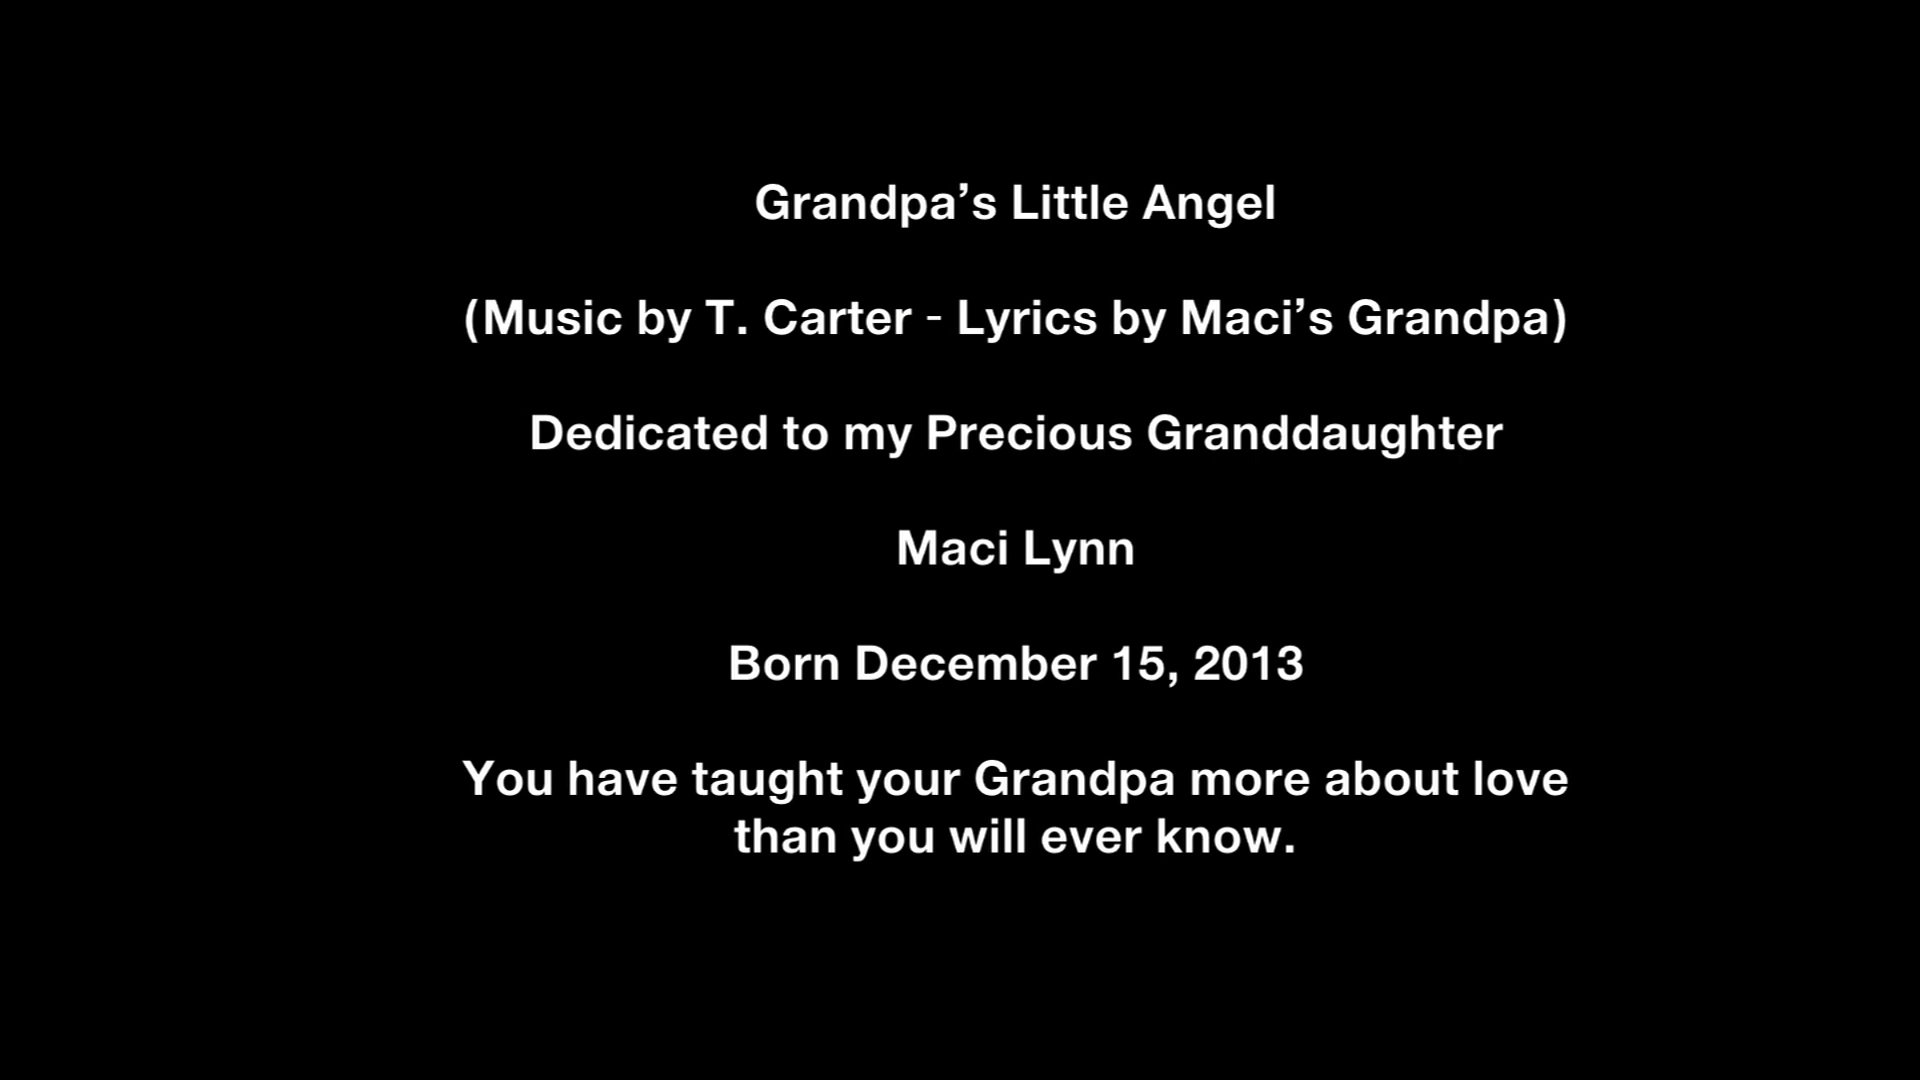 Grandpa’s Little Angel
(Music by T. Carter - Lyrics by Maci’s Grandpa)
Dedicated to my Precious Granddaughter
Maci Lynn
Born December 15, 2013
You have taught your Grandpa more about love
than you will ever know.